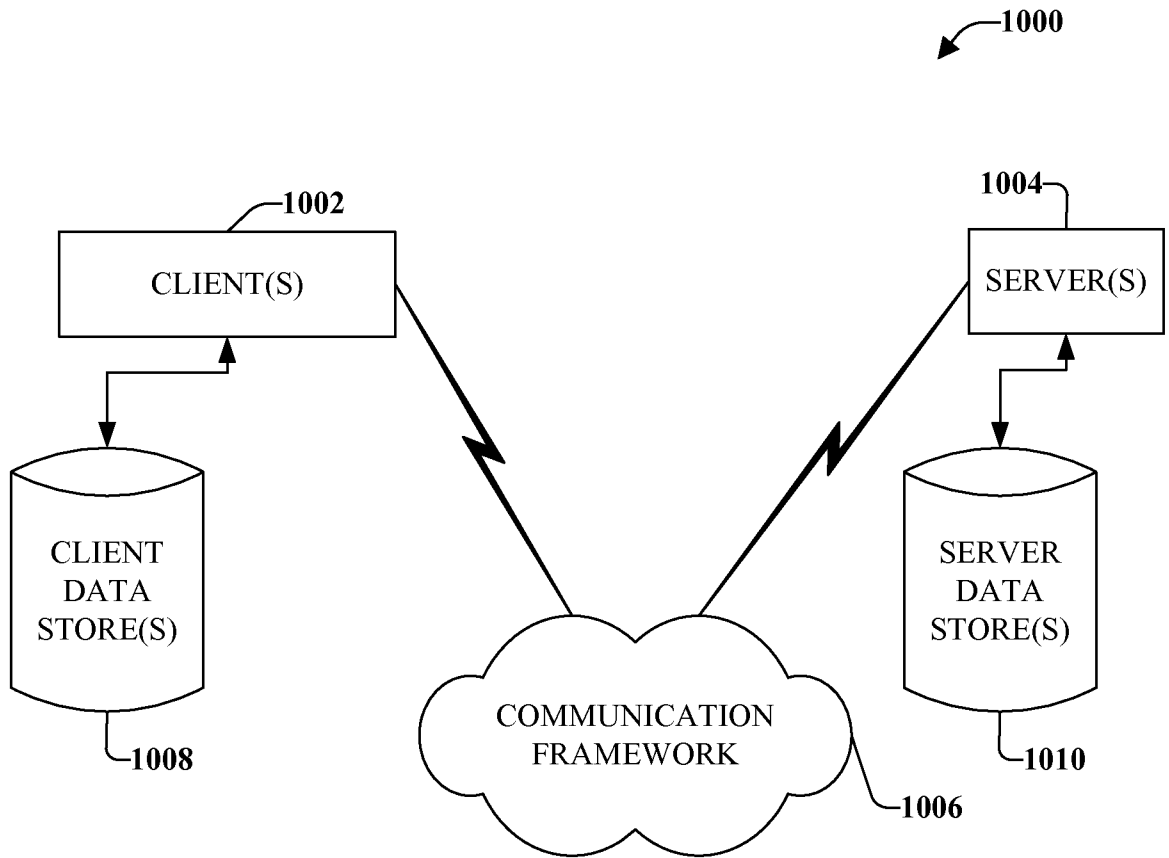 1000
1002
1004
CLIENT(S)
SERVER(S)
CLIENT
DATA
STORE(S)
SERVER
DATA
STORE(S)
COMMUNICATION
FRAMEWORK
1008
1010
1006